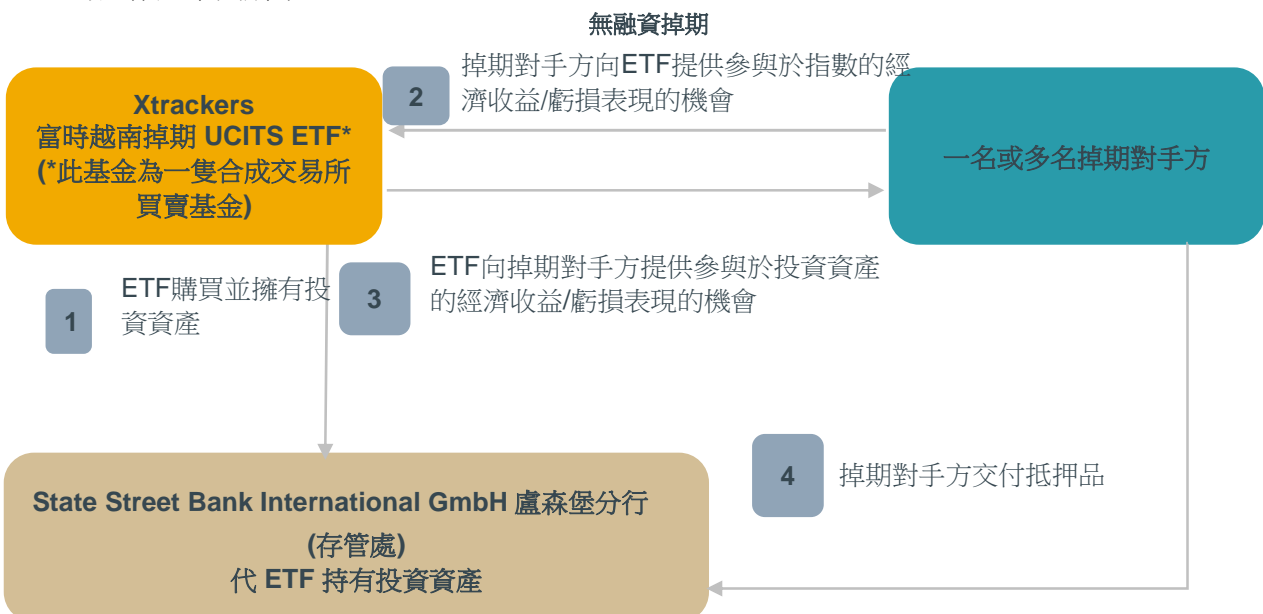 無融資掉期
Xtrackers
富時越南掉期 UCITS ETF*
(*此基金為一隻合成交易所
買賣基金)
2
掉期對手方向ETF提供參與於指數的經
濟收益/虧損表現的機會
一名或多名掉期對手方
1
ETF購買並擁有投
資資產
3
ETF向掉期對手方提供參與於投資資產
的經濟收益/虧損表現的機會
4
掉期對手方交付抵押品
State Street Bank International GmbH 盧森堡分行
(存管處)
代 ETF 持有投資資產